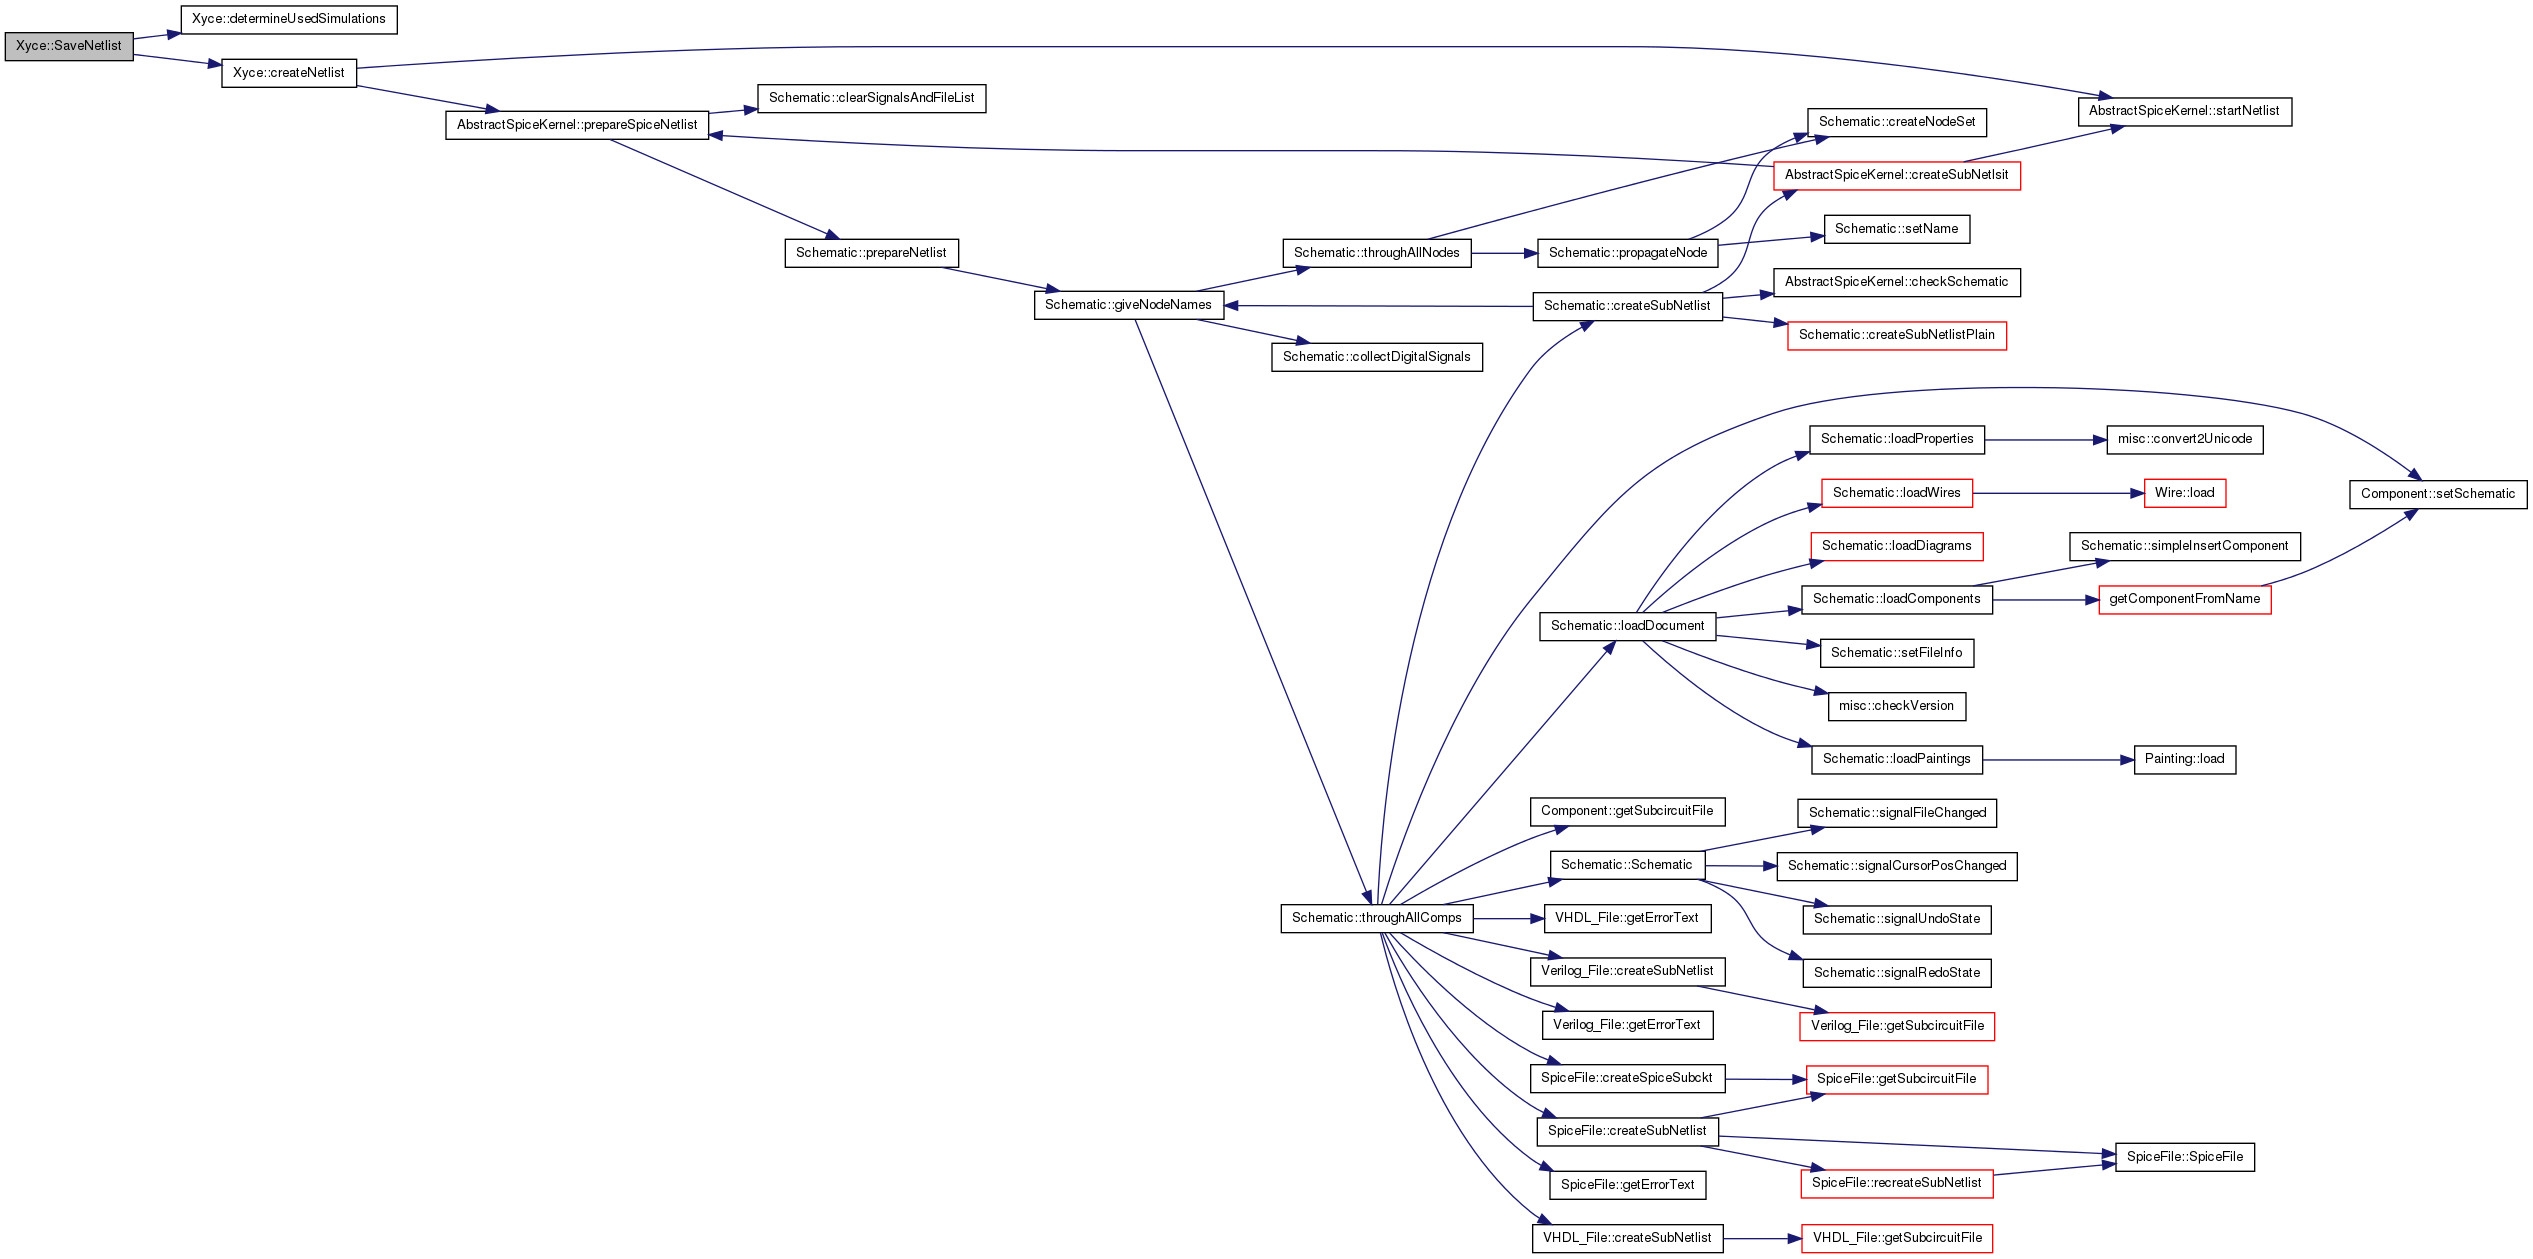 Xyce::determineUsedSimulations
Xyce::SaveNetlist
Xyce::createNetlist
Schematic::clearSignalsAndFileList
AbstractSpiceKernel::startNetlist
AbstractSpiceKernel::prepareSpiceNetlist
Schematic::createNodeSet
AbstractSpiceKernel::createSubNetlsit
Schematic::setName
Schematic::prepareNetlist
Schematic::throughAllNodes
Schematic::propagateNode
AbstractSpiceKernel::checkSchematic
Schematic::giveNodeNames
Schematic::createSubNetlist
Schematic::createSubNetlistPlain
Schematic::collectDigitalSignals
Schematic::loadProperties
misc::convert2Unicode
Schematic::loadWires
Wire::load
Component::setSchematic
Schematic::loadDiagrams
Schematic::simpleInsertComponent
Schematic::loadComponents
getComponentFromName
Schematic::loadDocument
Schematic::setFileInfo
misc::checkVersion
Schematic::loadPaintings
Painting::load
Component::getSubcircuitFile
Schematic::signalFileChanged
Schematic::Schematic
Schematic::signalCursorPosChanged
Schematic::throughAllComps
VHDL_File::getErrorText
Schematic::signalUndoState
Verilog_File::createSubNetlist
Schematic::signalRedoState
Verilog_File::getErrorText
Verilog_File::getSubcircuitFile
SpiceFile::createSpiceSubckt
SpiceFile::getSubcircuitFile
SpiceFile::createSubNetlist
SpiceFile::SpiceFile
SpiceFile::getErrorText
SpiceFile::recreateSubNetlist
VHDL_File::createSubNetlist
VHDL_File::getSubcircuitFile